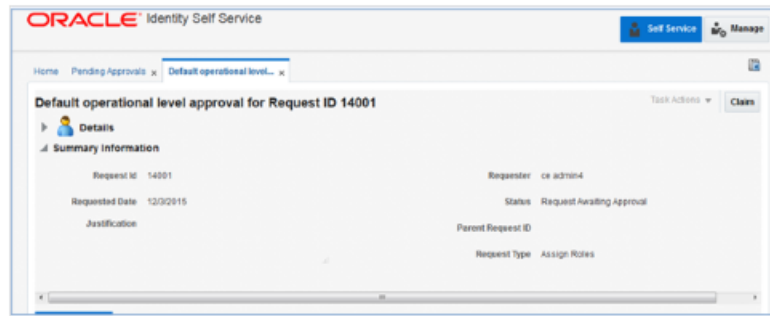 ORACLE® Identity Self Service
Self Service Manage
Home Pending Approvals x Default operational level... x
Default operational level approval for Request ID 14001
Task Actions Claim
Details
Summary Information
Request Id 14001 Requester ce admin4
Requested Date 12/3/2015 Status Request Awaiting Approval
Justification Parent Request ID
Request Type Assign Roles